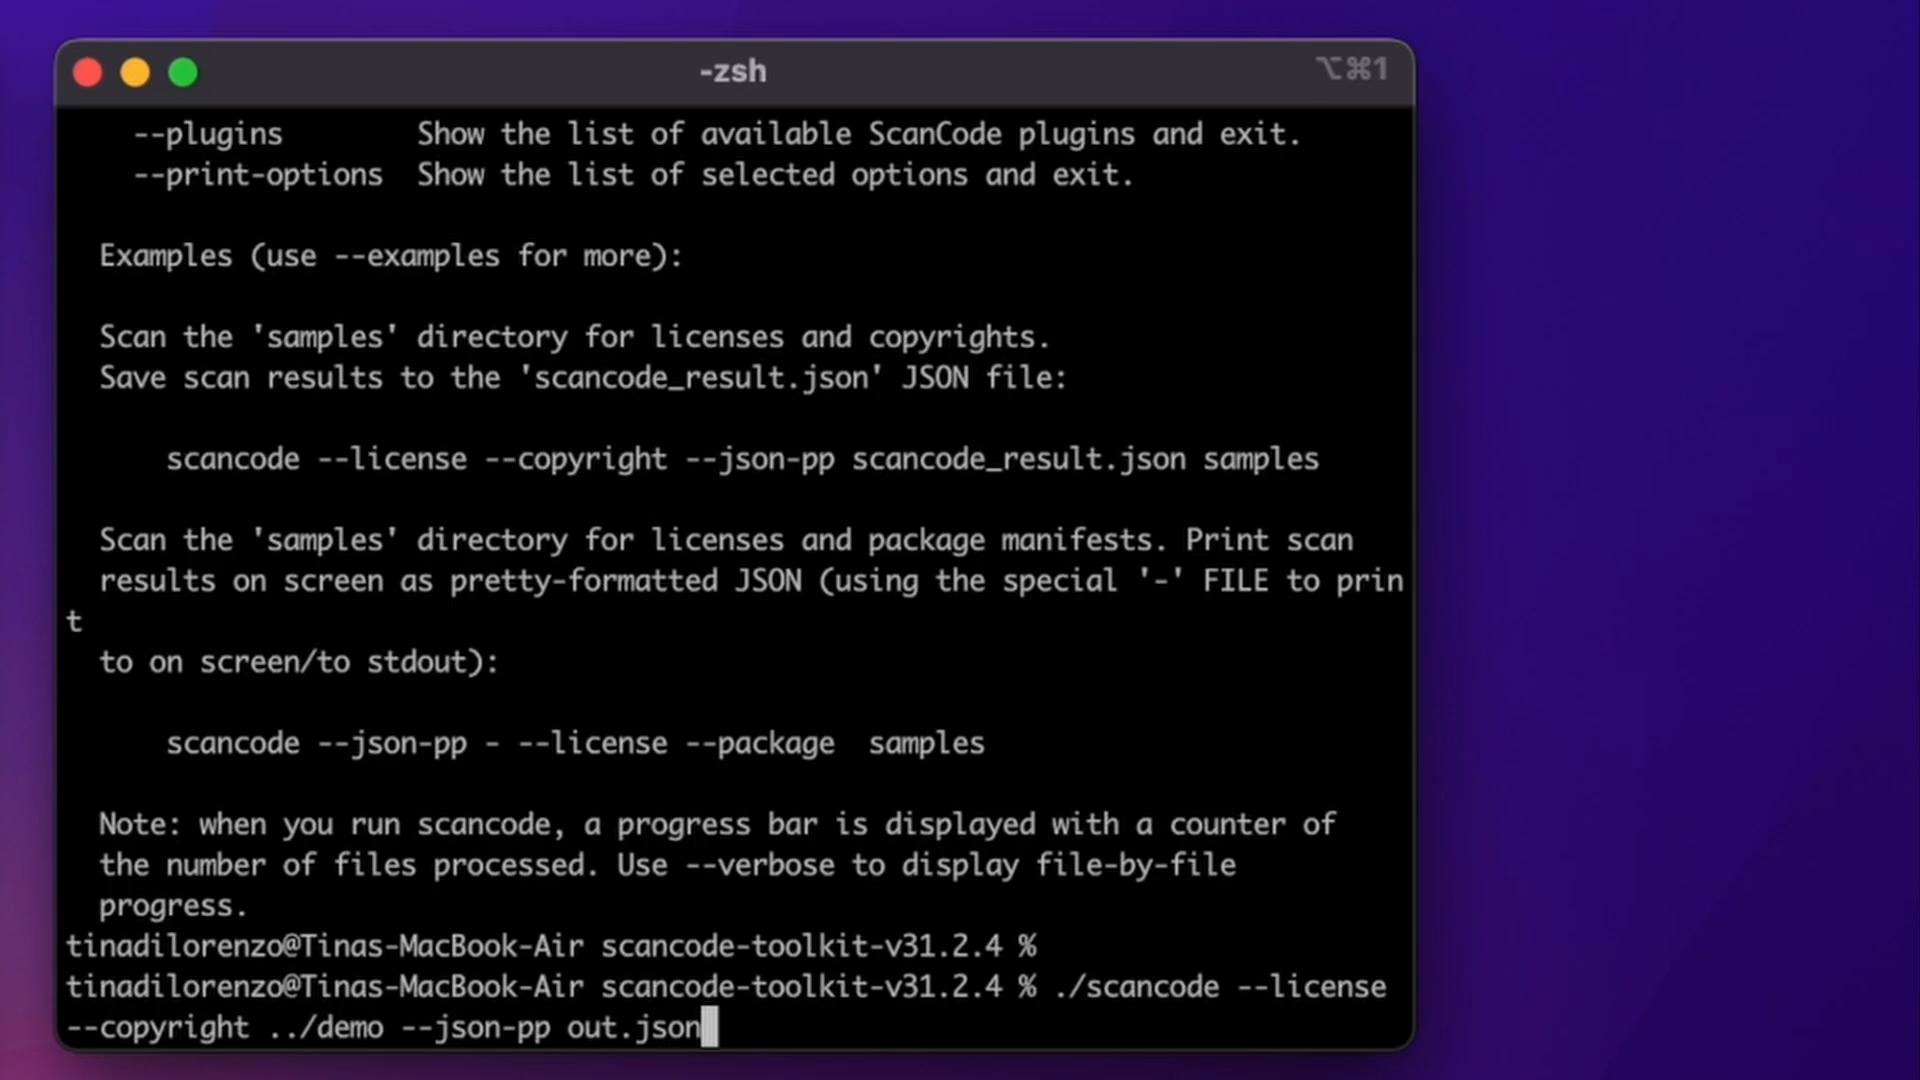 -zsh
⌥⌘1
--plugins        Show the list of available ScanCode plugins and exit.
--print-options  Show the list of selected options and exit.
Examples (use --examples for more):
Scan the 'samples' directory for licenses and copyrights.
Save scan results to the 'scancode_result.json' JSON file:
scancode --license --copyright --json-pp scancode_result.json samples
Scan the 'samples' directory for licenses and package manifests. Print scan
results on screen as pretty-formatted JSON (using the special '-' FILE to prin
t
to on screen/to stdout):
scancode --json-pp - --license --package  samples
Note: when you run scancode, a progress bar is displayed with a counter of
the number of files processed. Use --verbose to display file-by-file
progress.
tinadilorenzo@Tinas-MacBook-Air scancode-toolkit-v31.2.4 %
tinadilorenzo@Tinas-MacBook-Air scancode-toolkit-v31.2.4 % ./scancode --license
--copyright ../demo --json-pp out.json